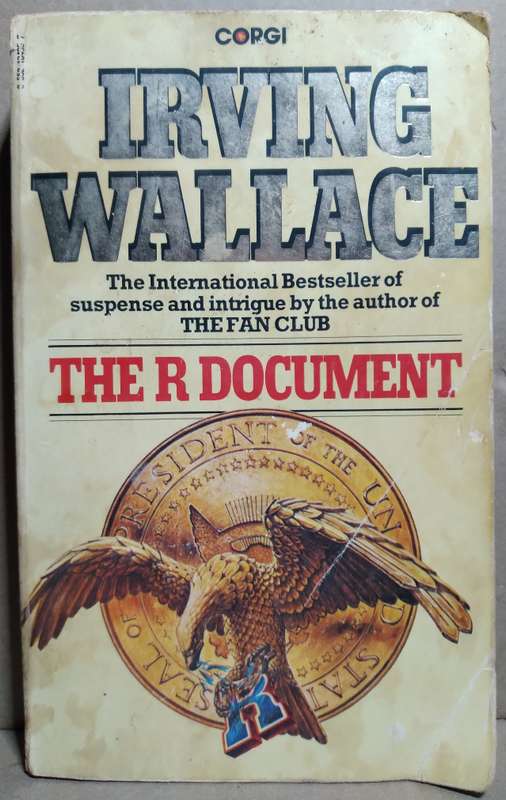 CORGI
IRVING
WALLACE
The International Bestseller of
suspense and intrigue by the author of
THE FAN CLUB
THE R DOCUMENT
SEAL OF PRESIDENT OF THE UN D STAT
R